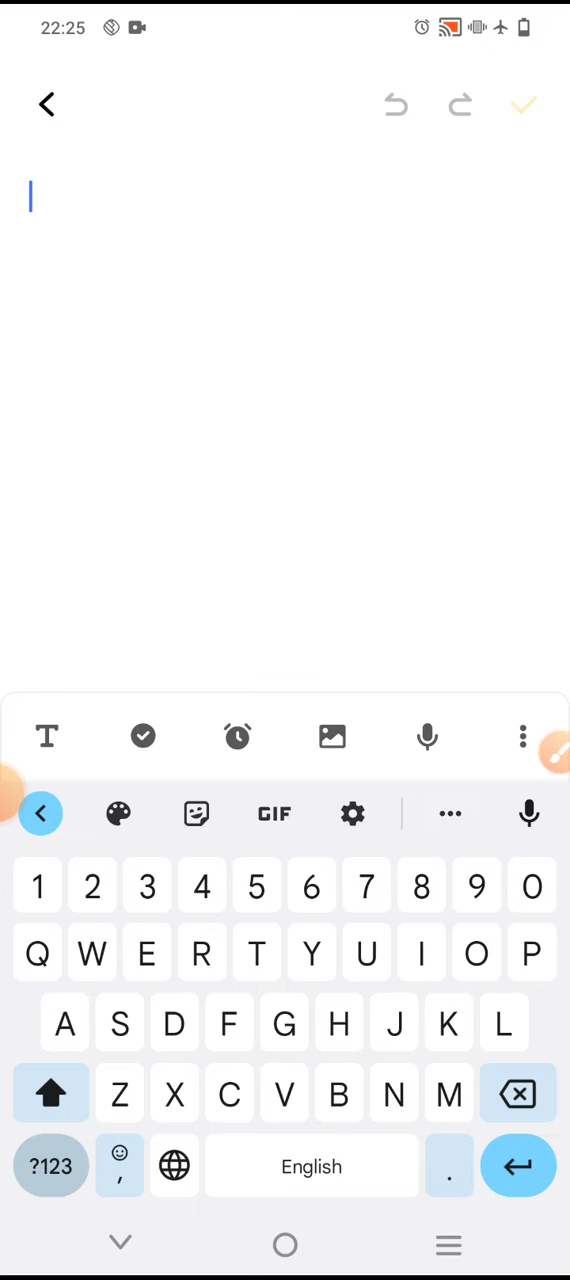 22:25
GIF
1 2 3 4 5 6 7 8 9 0
Q W E R T Y U I O P
A S D F G H J K L
Z X C V B N M
?123 , English .